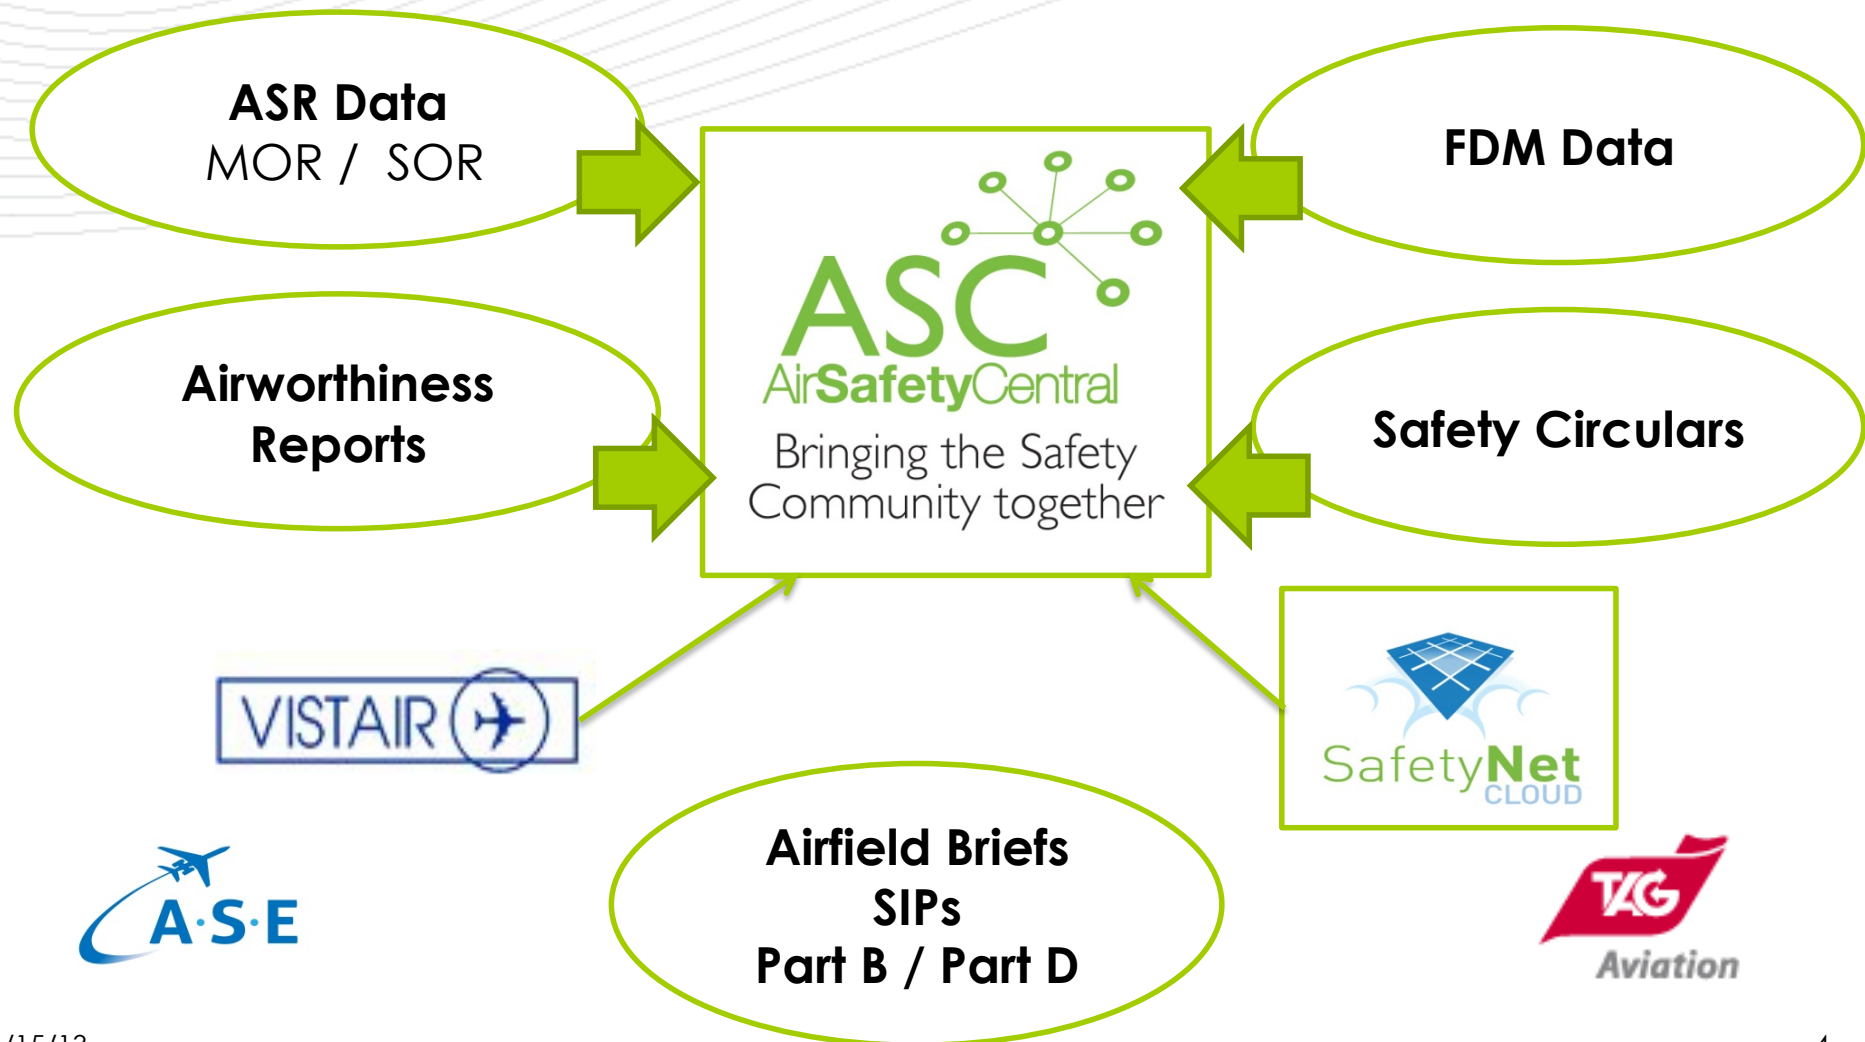 ASR Data
MOR / SOR
FDM Data
ASC
AirSafetyCentral
Bringing the Safety
Community together
Airworthiness
Reports
Safety Circulars
VISTAIR
SafetyNet
CLOUD
Airfield Briefs
SIPs
Part B / Part D
A·S·E
TAG
Aviation